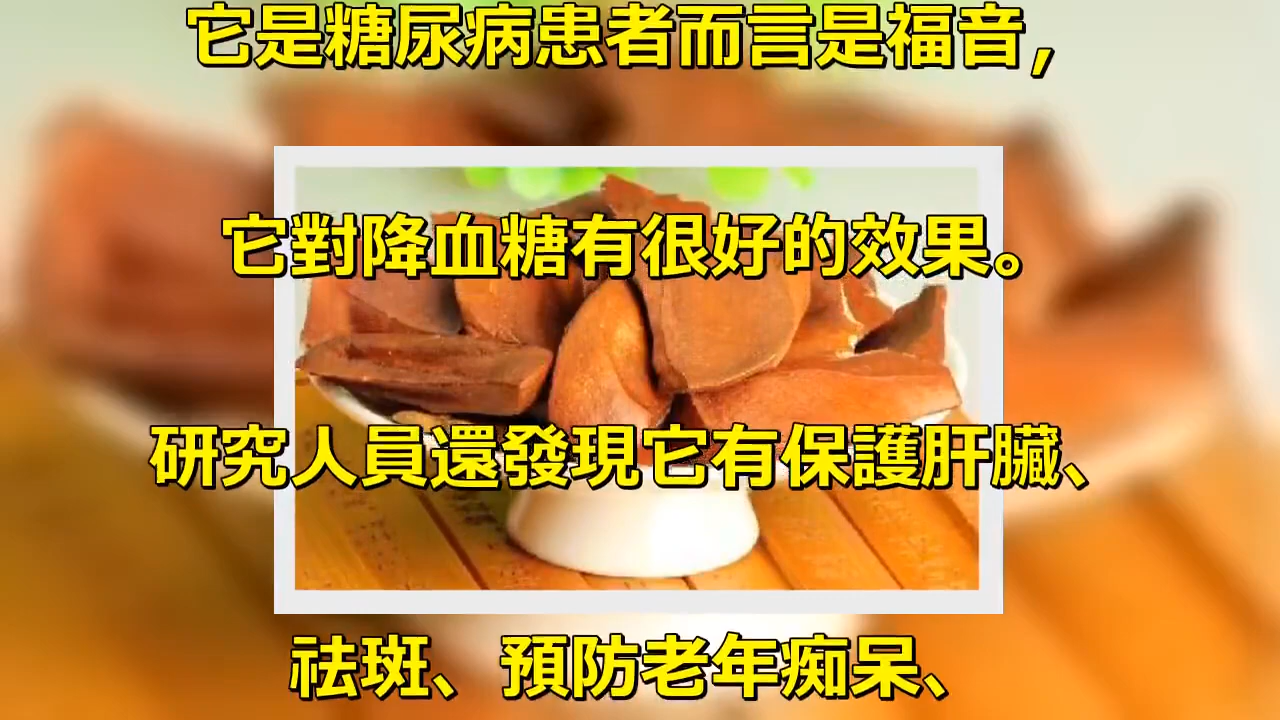 它是糖尿病患者而言是福音，
它對降血糖有很好的效果。
研究人員還發現它有保護肝臟、
祛斑、預防老年痴呆、